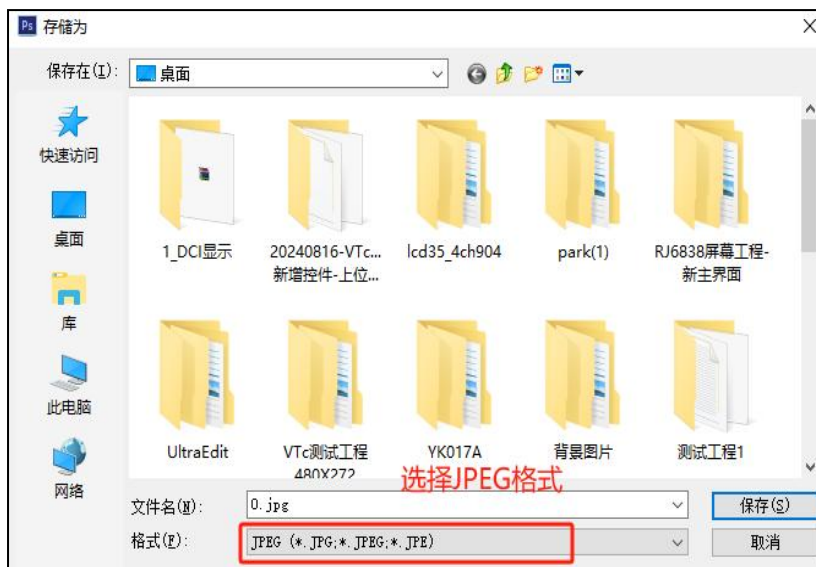 Ps 存储为
保存在(I): 桌面
快速访问
桌面
库
此电脑
网络
1_DCI显示
20240816-VTc...
新增控件-上位...
lcd35_4ch904
park(1)
RJ6838屏幕工程-
新主界面
UltraEdit
VTc测试工程
480X272
YK017A
背景图片
测试工程1
选择JPEG格式
文件名(N): 0.jpg 保存(S)
格式(F): JPEG (*.JPG;*.JPEG;*.JPE) 取消